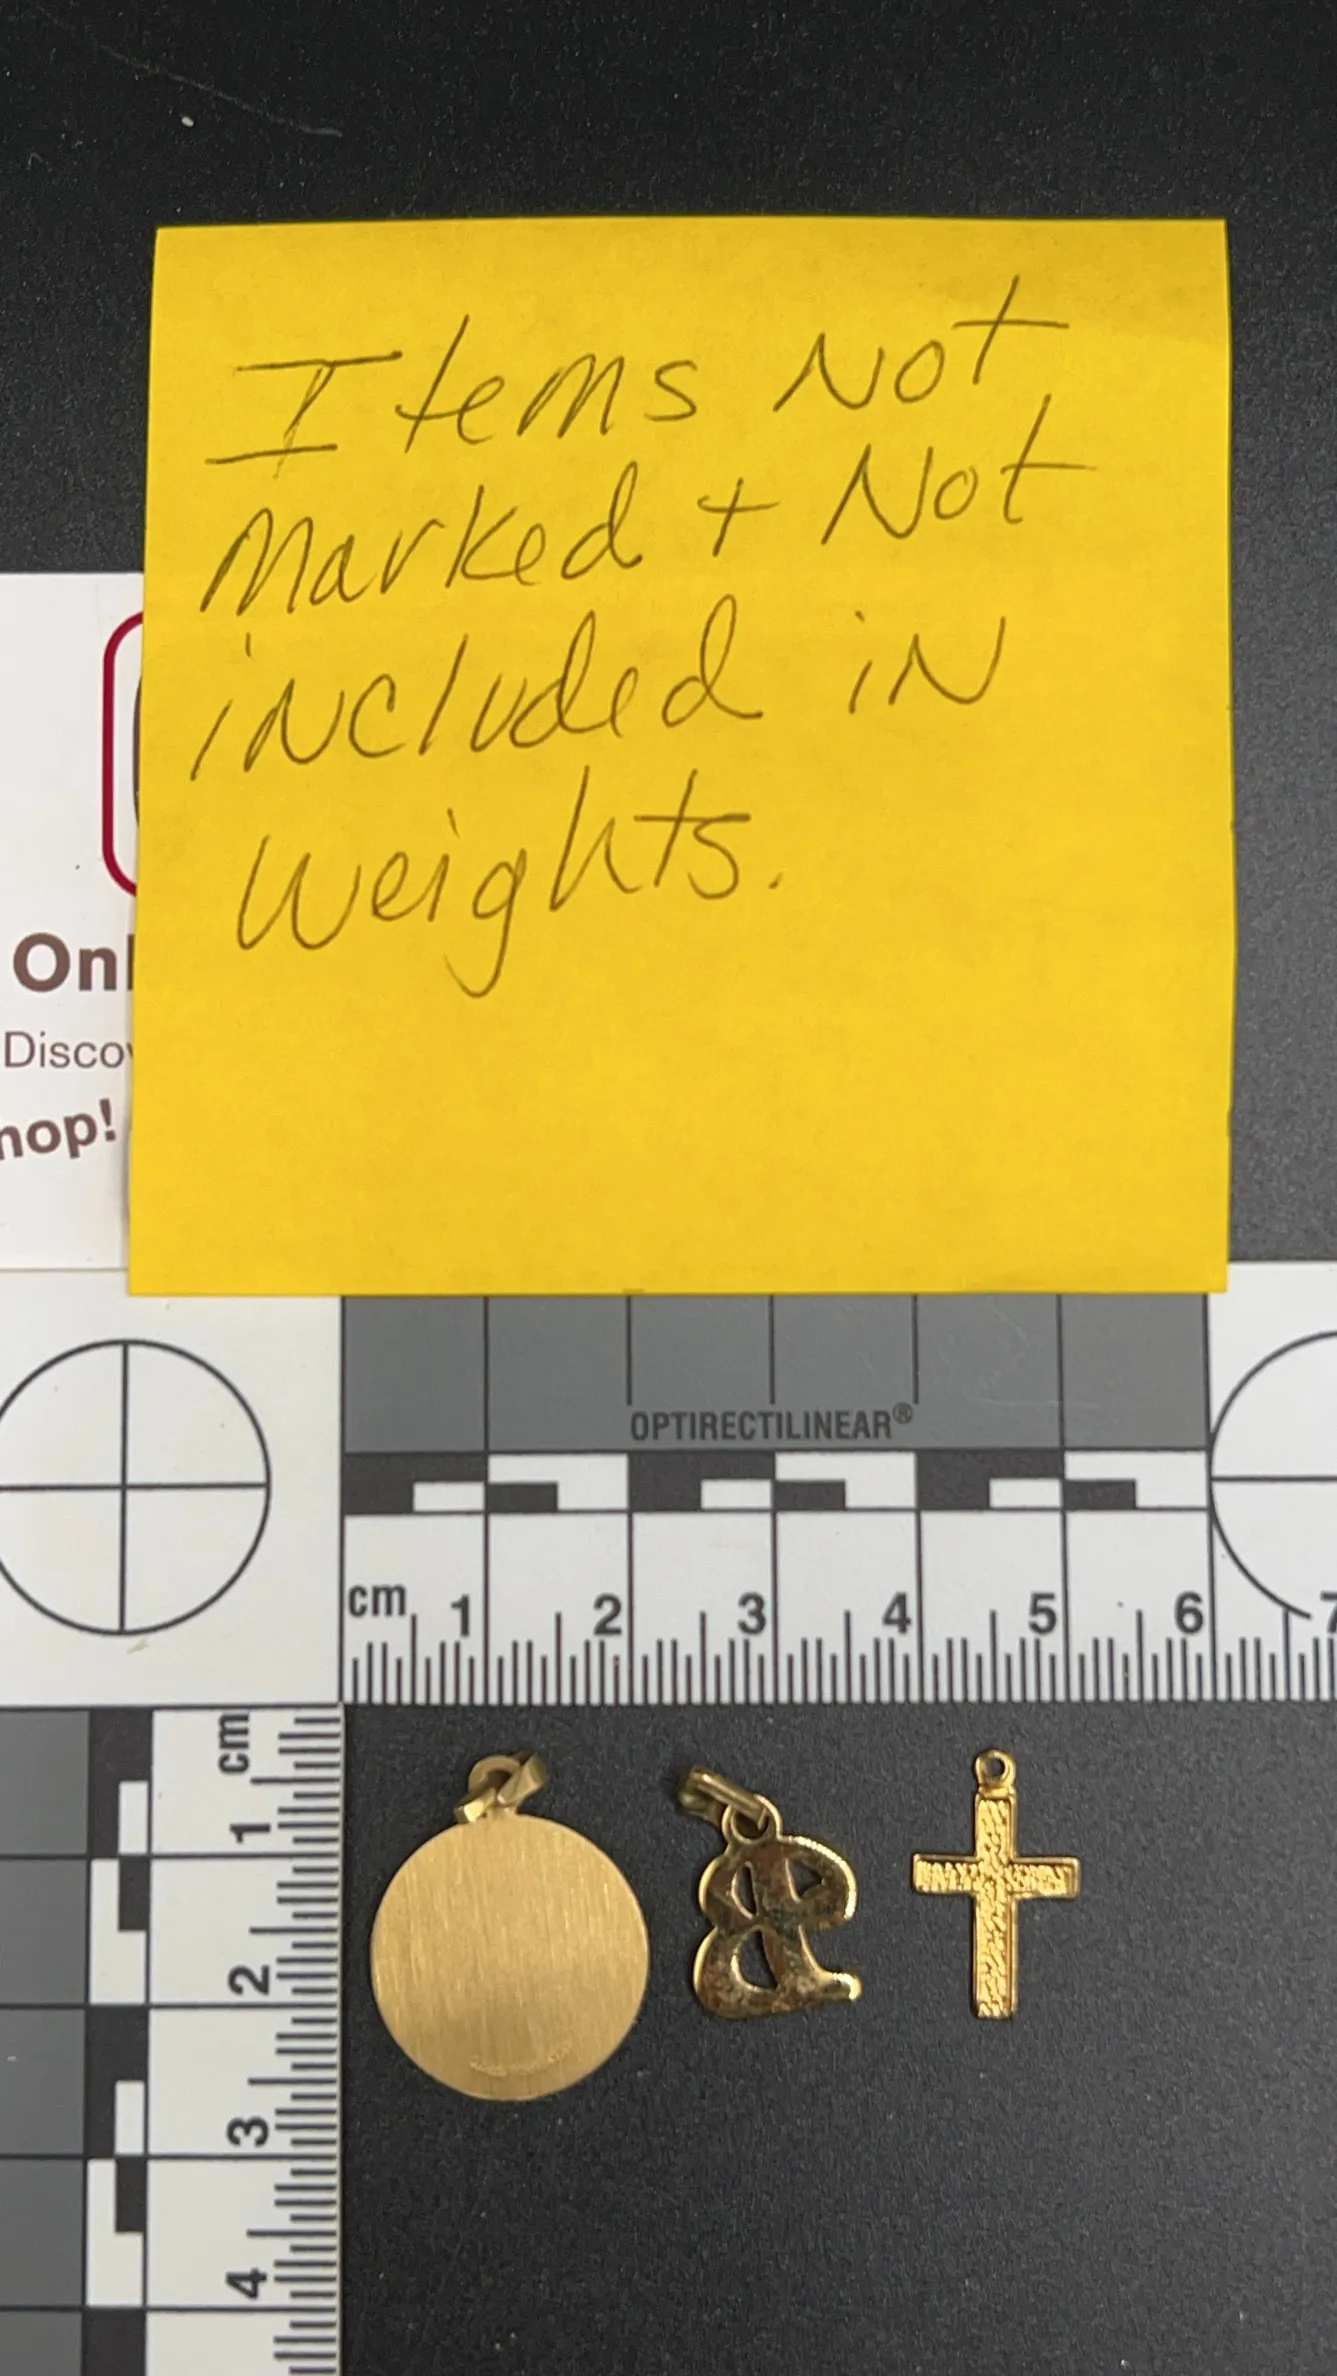 Items Not
Marked + Not
included in
Weights.
Onl
Disco
hop!
OPTIRECTILINEAR®
cm 1 2 3 4 5 6 7
cm
1
2
3
4